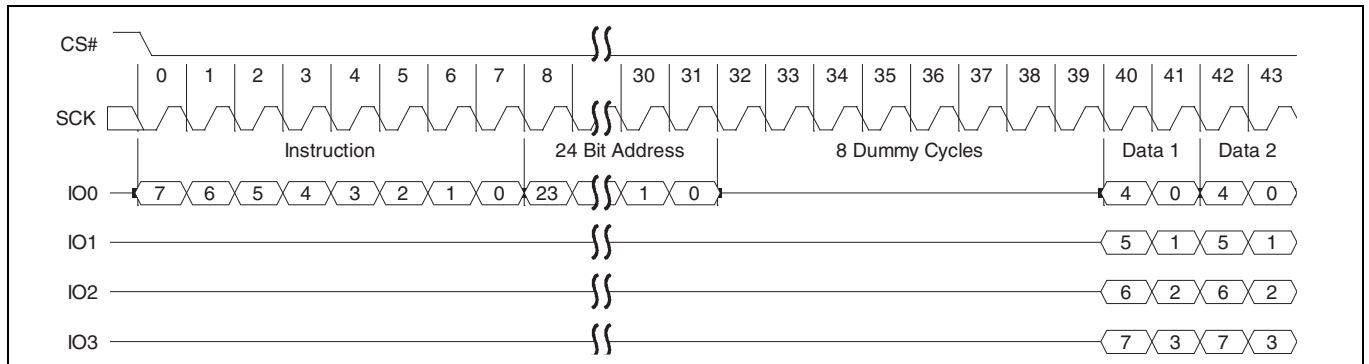 CS#
0 1 2 3 4 5 6 7 8 30 31 32 33 34 35 36 37 38 39 40 41 42 43
SCK
Instruction 24 Bit Address 8 Dummy Cycles Data 1 Data 2
IO0 7 6 5 4 3 2 1 0 23 1 0 4 0 4 0
IO1 5 1 5 1
IO2 6 2 6 2
IO3 7 3 7 3